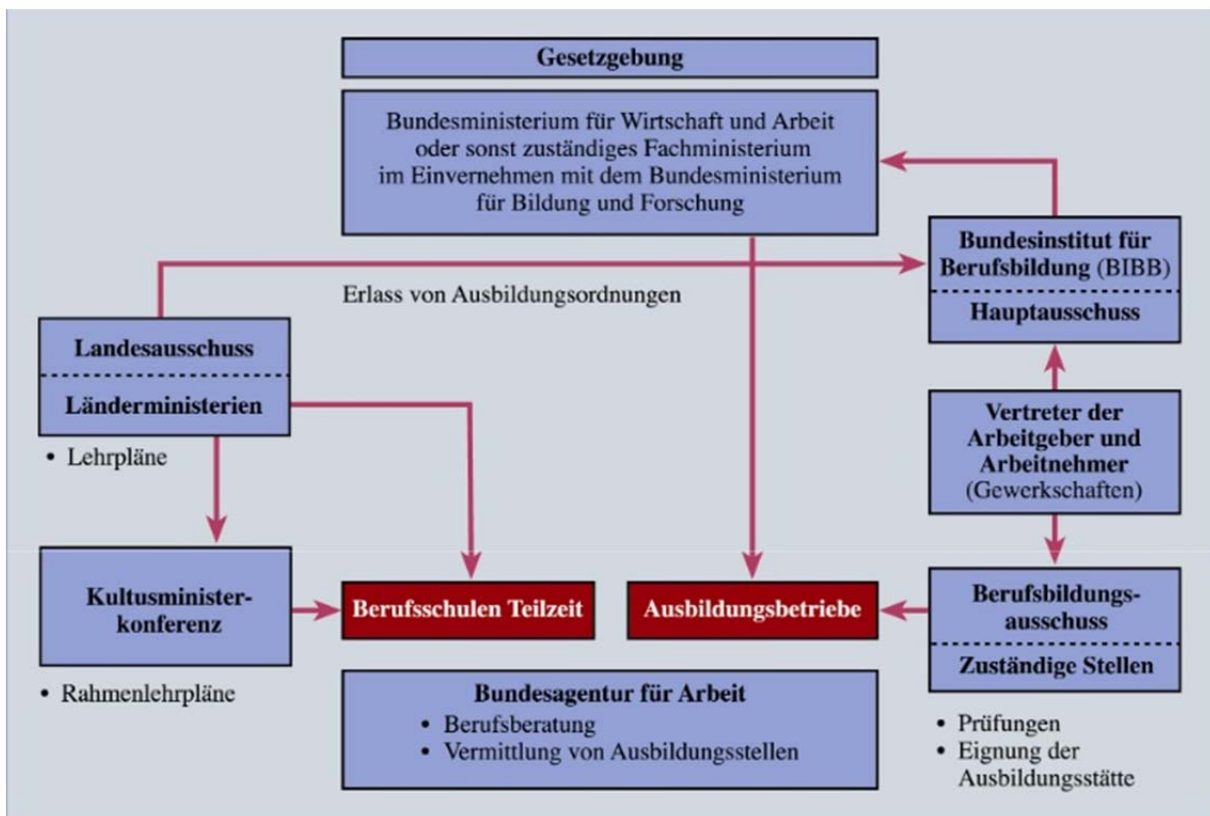 Gesetzgebung
Bundesministerium für Wirtschaft und Arbeit
oder sonst zuständiges Fachministerium
im Einvernehmen mit dem Bundesministerium
für Bildung und Forschung
Bundesinstitut für
Berufsbildung (BIBB)
Hauptausschuss
Erlass von Ausbildungsordnungen
Landesausschuss
Länderministerien
• Lehrpläne
Vertreter der
Arbeitgeber und
Arbeitnehmer
(Gewerkschaften)
Kultusminister-
konferenz
• Rahmenlehrpläne
Berufsschulen Teilzeit
Ausbildungsbetriebe
Berufsbildungs-
ausschuss
Zuständige Stellen
• Prüfungen
• Eignung der
Ausbildungsstätte
Bundesagentur für Arbeit
• Berufsberatung
• Vermittlung von Ausbildungsstellen